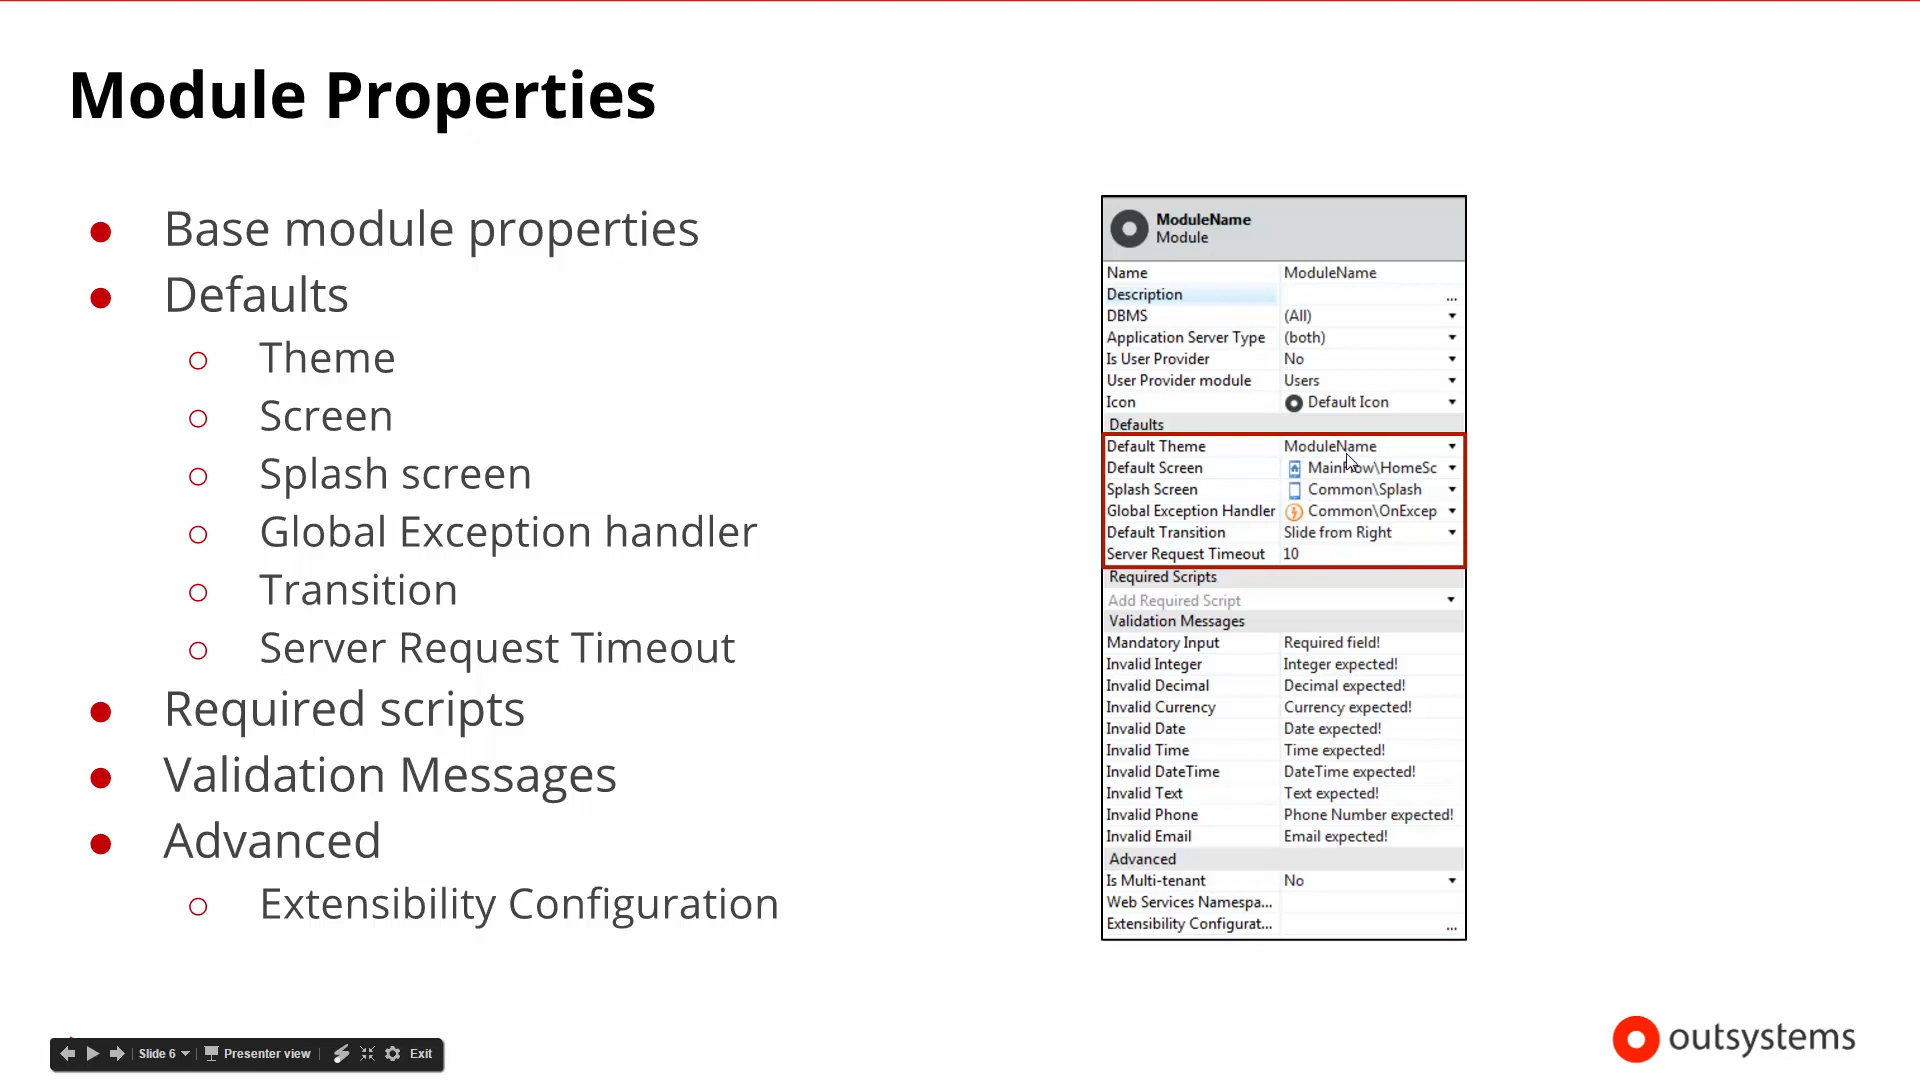 Module Properties
● Base module properties
● Defaults
○ Theme
○ Screen
○ Splash screen
○ Global Exception handler
○ Transition
○ Server Request Timeout
● Required scripts
● Validation Messages
● Advanced
○ Extensibility Configuration
ModuleName
Module
Name ModuleName
Description ...
DBMS (All)
Application Server Type (both)
Is User Provider No
User Provider module Users
Icon Default Icon
Defaults
Default Theme ModuleName
Default Screen MainFlow\HomeSc
Splash Screen Common\Splash
Global Exception Handler Common\OnExcep
Default Transition Slide from Right
Server Request Timeout 10
Required Scripts
Add Required Script
Validation Messages
Mandatory Input Required field!
Invalid Integer Integer expected!
Invalid Decimal Decimal expected!
Invalid Currency Currency expected!
Invalid Date Date expected!
Invalid Time Time expected!
Invalid DateTime DateTime expected!
Invalid Text Text expected!
Invalid Phone Phone Number expected!
Invalid Email Email expected!
Advanced
Is Multi-tenant No
Web Services Namespa...
Extensibility Configurat... ...
Slide 6 Presenter view Exit
outsystems